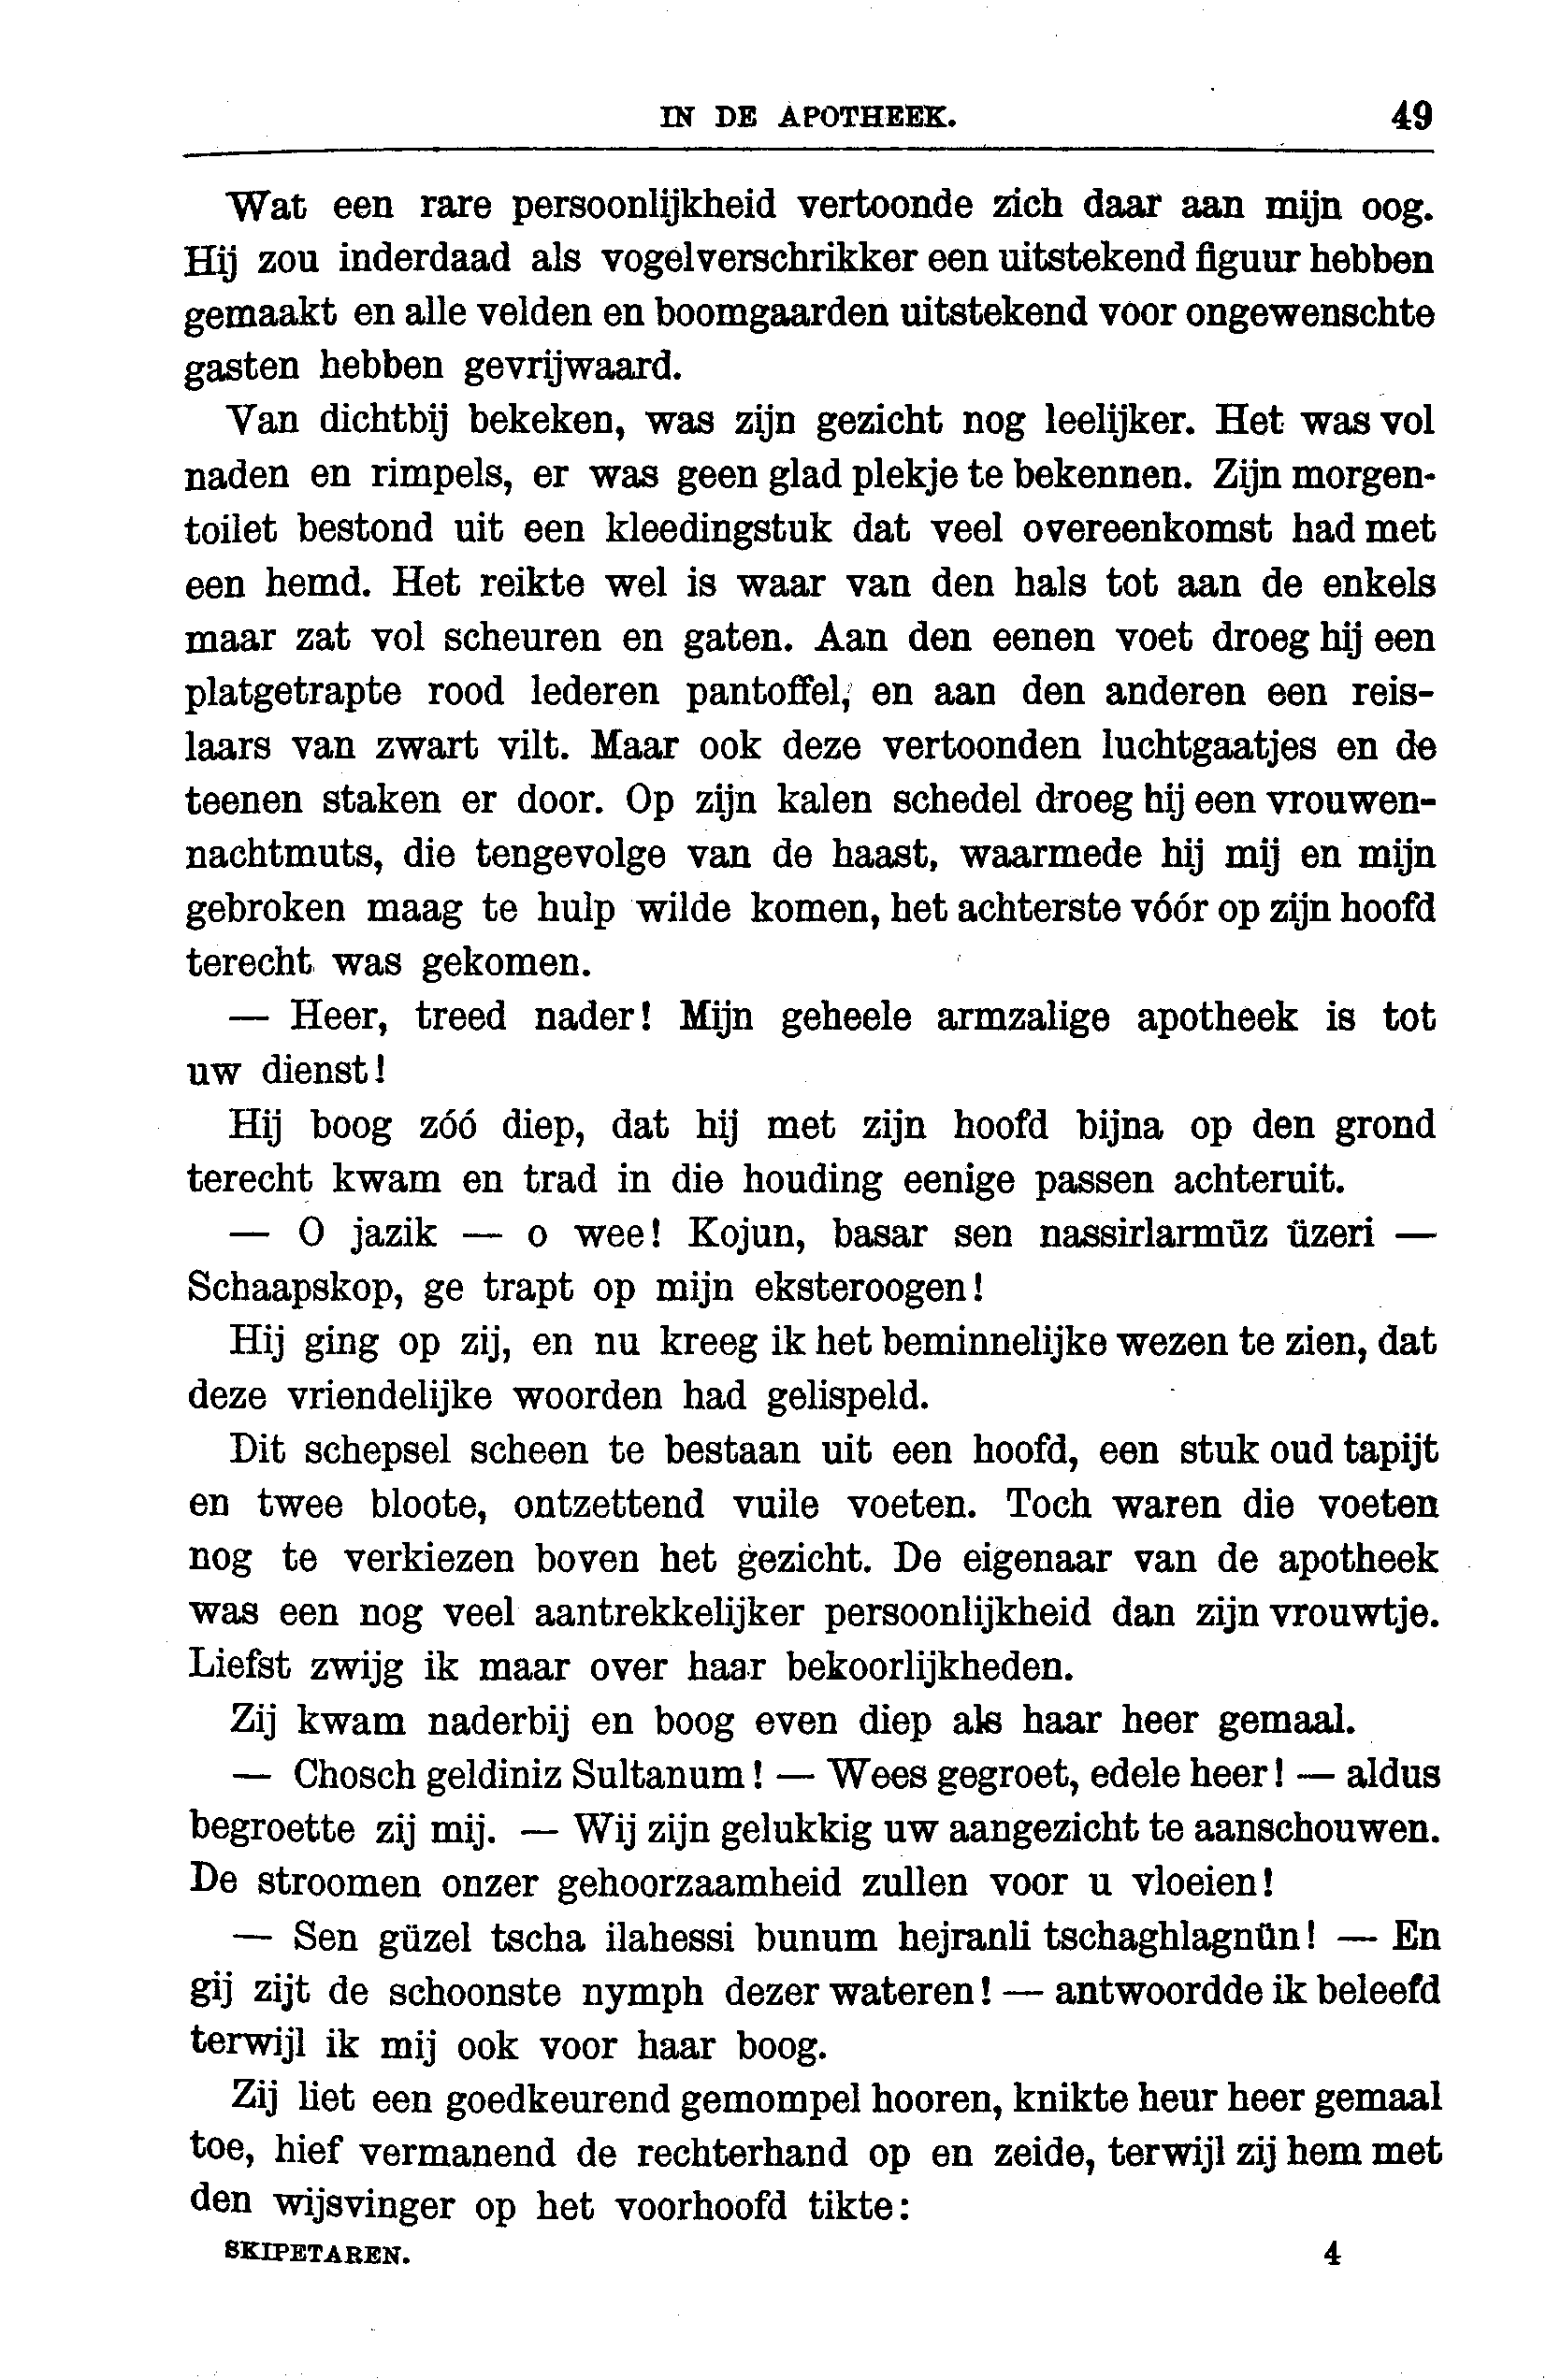 IN DE APOTHEEK. 49
Wat een rare persoonlijkheid vertoonde zich daar aan mijn oog.
Hij zou inderdaad als vogelverschrikker een uitstekend figuur hebben
gemaakt en alle velden en boomgaarden uitstekend voor ongewenschte
gasten hebben gevrijwaard.
Van dichtbij bekeken, was zijn gezicht nog leelijker. Het was vol
naden en rimpels, er was geen glad plekje te bekennen. Zijn morgen-
toilet bestond uit een kleedingstuk dat veel overeenkomst had met
een hemd. Het reikte wel is waar van den hals tot aan de enkels
maar zat vol scheuren en gaten. Aan den eenen voet droeg hij een
platgetrapte rood lederen pantoffel, en aan den anderen een reis-
laars van zwart vilt. Maar ook deze vertoonden luchtgaatjes en de
teenen staken er door. Op zijn kalen schedel droeg hij een vrouwen-
nachtmuts, die tengevolge van de haast, waarmede hij mij en mijn
gebroken maag te hulp wilde komen, het achterste vóór op zijn hoofd
terecht was gekomen.
— Heer, treed nader! Mijn geheele armzalige apotheek is tot
uw dienst!
Hij boog zóó diep, dat hij met zijn hoofd bijna op den grond
terecht kwam en trad in die houding eenige passen achteruit.
— O jazik — o wee! Kojun, basar sen nassirlarmüz üzeri —
Schaapskop, ge trapt op mijn eksteroogen!
Hij ging op zij, en nu kreeg ik het beminnelijke wezen te zien, dat
deze vriendelijke woorden had gelispeld.
Dit schepsel scheen te bestaan uit een hoofd, een stuk oud tapijt
en twee bloote, ontzettend vuile voeten. Toch waren die voeten
nog te verkiezen boven het gezicht. De eigenaar van de apotheek
was een nog veel aantrekkelijker persoonlijkheid dan zijn vrouwtje.
Liefst zwijg ik maar over haar bekoorlijkheden.
Zij kwam naderbij en boog even diep als haar heer gemaal.
— Chosch geldiniz Sultanum! — Wees gegroet, edele heer! — aldus
begroette zij mij. — Wij zijn gelukkig uw aangezicht te aanschouwen.
De stroomen onzer gehoorzaamheid zullen voor u vloeien!
— Sen güzel tscha ilahessi bunum hejranli tschaghlagnün! — En
gij zijt de schoonste nymph dezer wateren! — antwoordde ik beleefd
terwijl ik mij ook voor haar boog.
Zij liet een goedkeurend gemompel hooren, knikte heur heer gemaal
toe, hief vermanend de rechterhand op en zeide, terwijl zij hem met
den wijsvinger op het voorhoofd tikte:
SKIPETAREN. 4